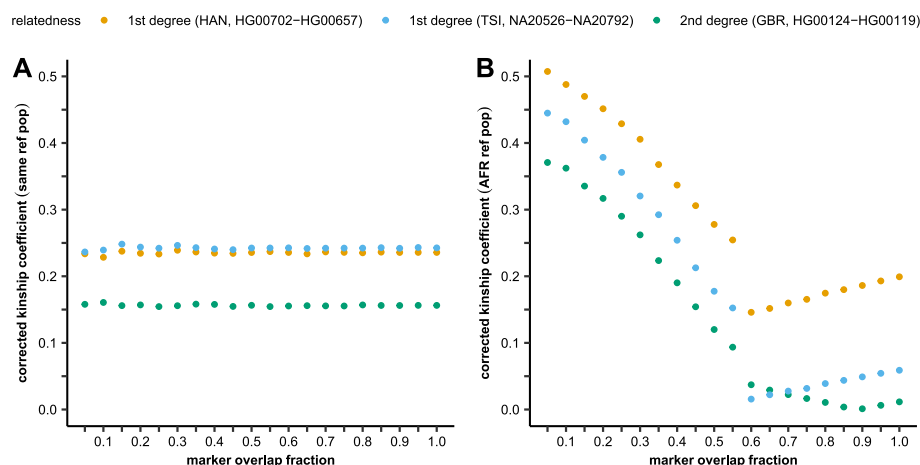 relatedness 1st degree (HAN, HG00702−HG00657) 1st degree (TSI, NA20526−NA20792) 2nd degree (GBR, HG00124−HG00119)
A
B
corrected kinship coefficient (same ref pop)
0.5
0.4
0.3
0.2
0.1
0.0
0.1 0.2 0.3 0.4 0.5 0.6 0.7 0.8 0.9 1.0
marker overlap fraction
corrected kinship coefficient (AFR ref pop)
0.5
0.4
0.3
0.2
0.1
0.0
0.1 0.2 0.3 0.4 0.5 0.6 0.7 0.8 0.9 1.0
marker overlap fraction